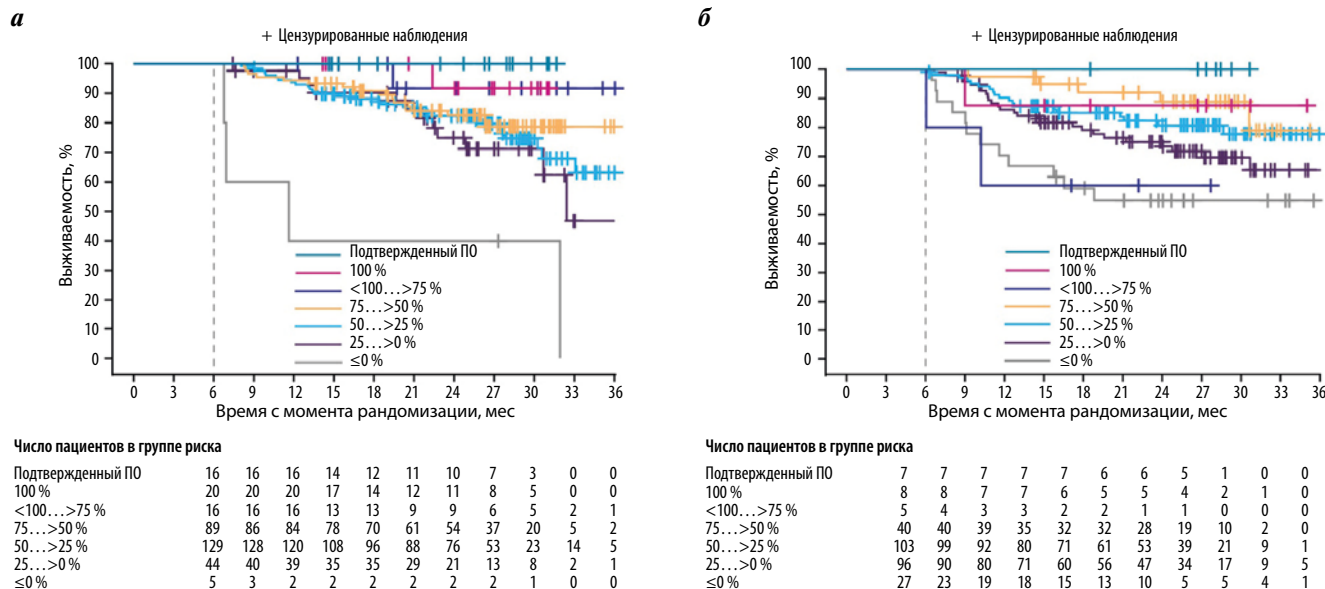 а
+ Цензурированные наблюдения
Выживаемость, %
100
90
80
70
60
50
40
30
20
10
0
Подтвержденный ПО
100 %
<100…>75 %
75…>50 %
50…>25 %
25…>0 %
≤0 %
0 3 6 9 12 15 18 21 24 27 30 33 36
Время с момента рандомизации, мес
Число пациентов в группе риска
Подтвержденный ПО 16 16 16 14 12 11 10 7 3 0 0
100 % 20 20 20 17 14 12 11 8 5 0 0
<100…>75 % 16 16 16 13 13 9 9 6 5 2 1
75…>50 % 89 86 84 78 70 61 54 37 20 5 2
50…>25 % 129 128 120 108 96 88 76 53 23 14 5
25…>0 % 44 40 39 35 35 29 21 13 8 2 1
≤0 % 5 3 2 2 2 2 2 2 1 0 0
б
+ Цензурированные наблюдения
Выживаемость, %
100
90
80
70
60
50
40
30
20
10
0
Подтвержденный ПО
100 %
<100…>75 %
75…>50 %
50…>25 %
25…>0 %
≤0 %
0 3 6 9 12 15 18 21 24 27 30 33 36
Время с момента рандомизации, мес
Число пациентов в группе риска
Подтвержденный ПО 7 7 7 7 7 6 6 5 1 0 0
100 % 8 8 7 7 6 5 5 4 2 1 0
<100…>75 % 5 4 3 3 2 2 1 1 0 0 0
75…>50 % 40 40 39 35 32 32 28 19 10 2 0
50…>25 % 103 99 92 80 71 61 53 39 21 9 1
25…>0 % 96 90 80 71 60 56 47 34 17 9 5
≤0 % 27 23 19 18 15 13 10 5 5 4 1